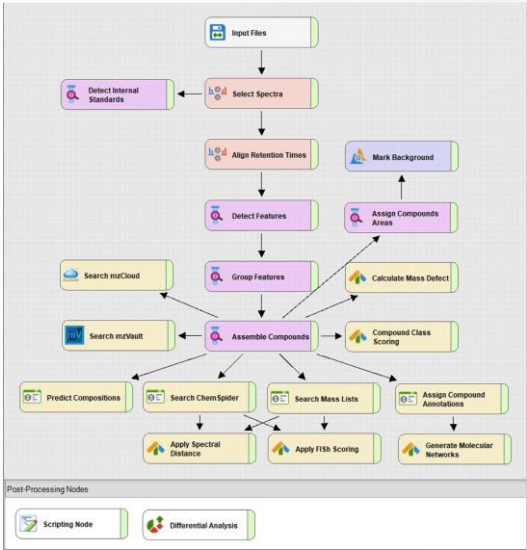 Input Files
Detect Internal
Standards
Select Spectra
Align Retention Times
Mark Background
Detect Features
Assign Compounds
Areas
Search mzCloud
Group Features
Calculate Mass Defect
mzV
Search mzVault
Assemble Compounds
Compound Class
Scoring
Predict Compositions
Search ChemSpider
Search Mass Lists
Assign Compound
Annotations
Apply Spectral
Distance
Apply FISh Scoring
Generate Molecular
Networks
Post-Processing Nodes
Scripting Node
Differential Analysis